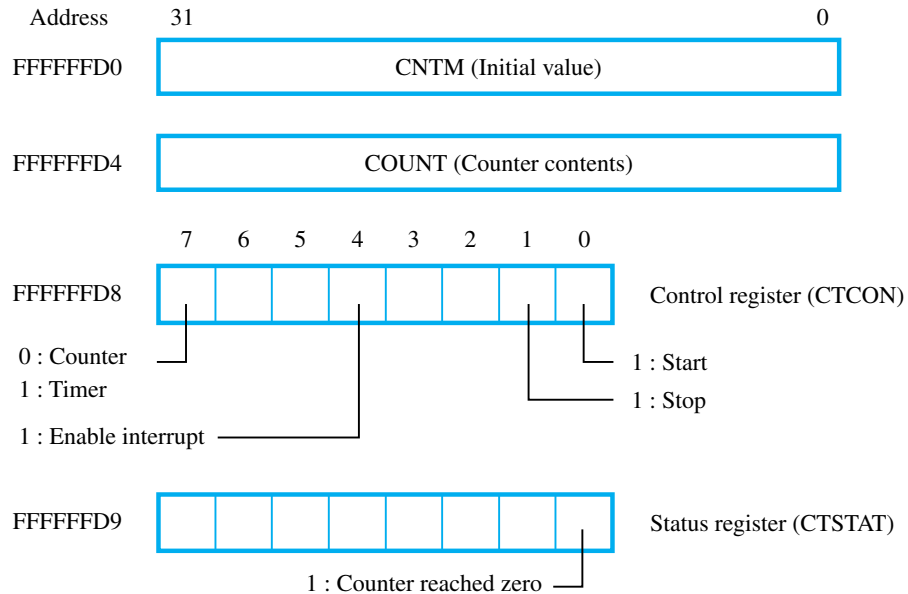 Address 31 0
FFFFFFD0 CNTM (Initial value)
FFFFFFD4 COUNT (Counter contents)
7 6 5 4 3 2 1 0
FFFFFFD8 Control register (CTCON)
0 : Counter 1 : Start
1 : Timer
1 : Stop
1 : Enable interrupt
FFFFFFD9 Status register (CTSTAT)
1 : Counter reached zero